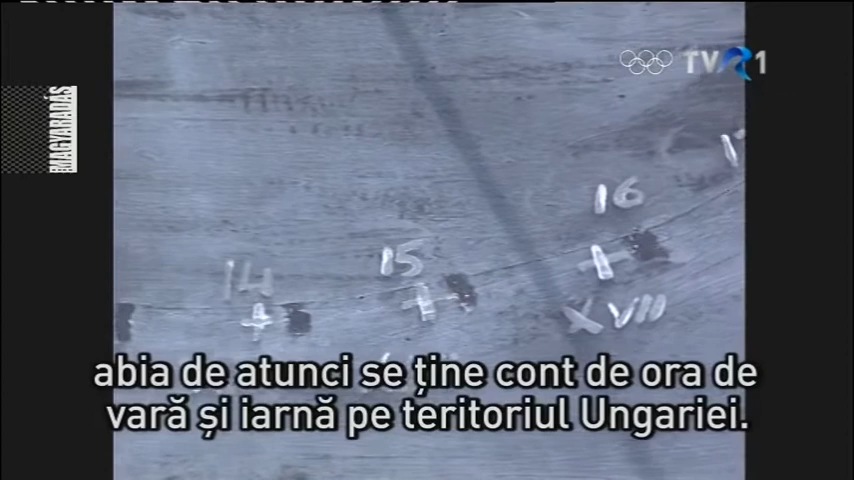 TVR1
MAGYARADÁS
16
15
14
XVII
abia de atunci se ține cont de ora de
vară și iarnă pe teritoriul Ungariei.